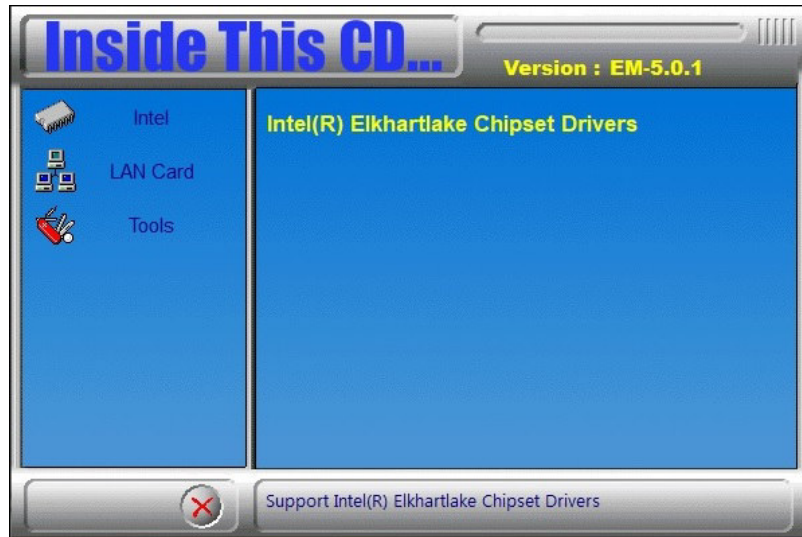 Inside This CD...
Version : EM-5.0.1
Intel
LAN Card
Tools
Intel(R) Elkhartlake Chipset Drivers
Support Intel(R) Elkhartlake Chipset Drivers